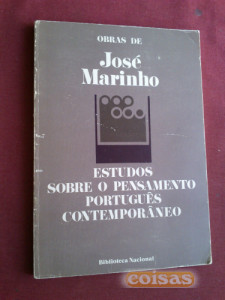 OBRAS DE
José
Marinho
ESTUDOS
SOBRE O PENSAMENTO
PORTUGUÊS
CONTEMPORÂNEO
Biblioteca Nacional
coisas